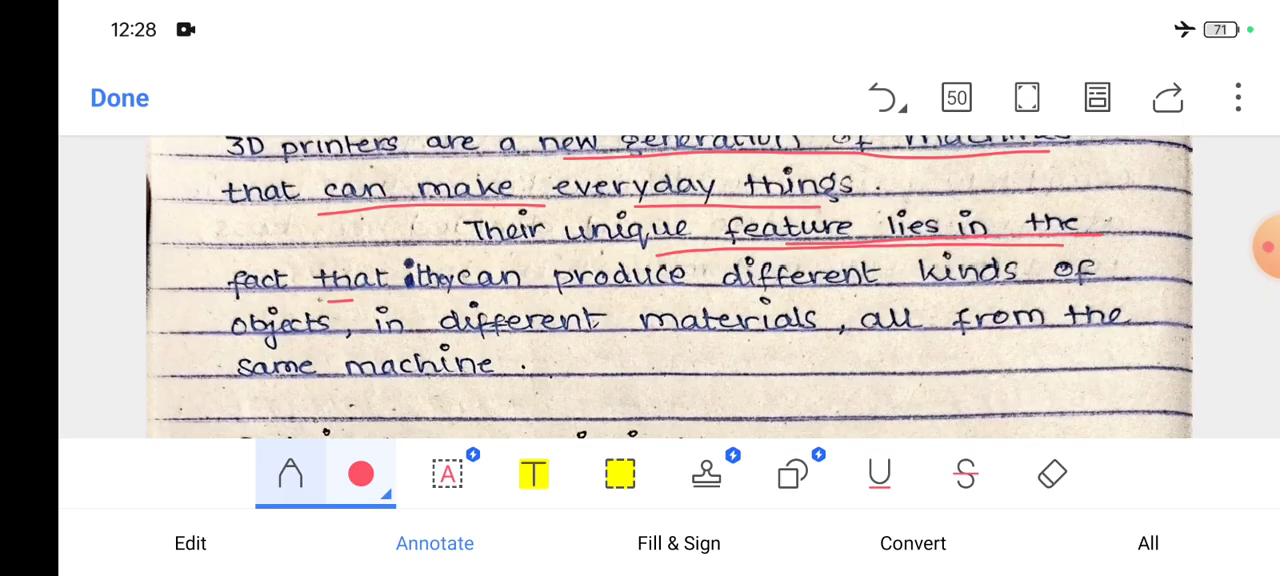 12:28
71
Done
50
3D printers are a new generation of machines
that can make everyday things.
Their unique feature lies in the
fact that they can produce different kinds of
objects, in different materials, all from the
same machine.
A T U S
Edit Annotate Fill & Sign Convert All